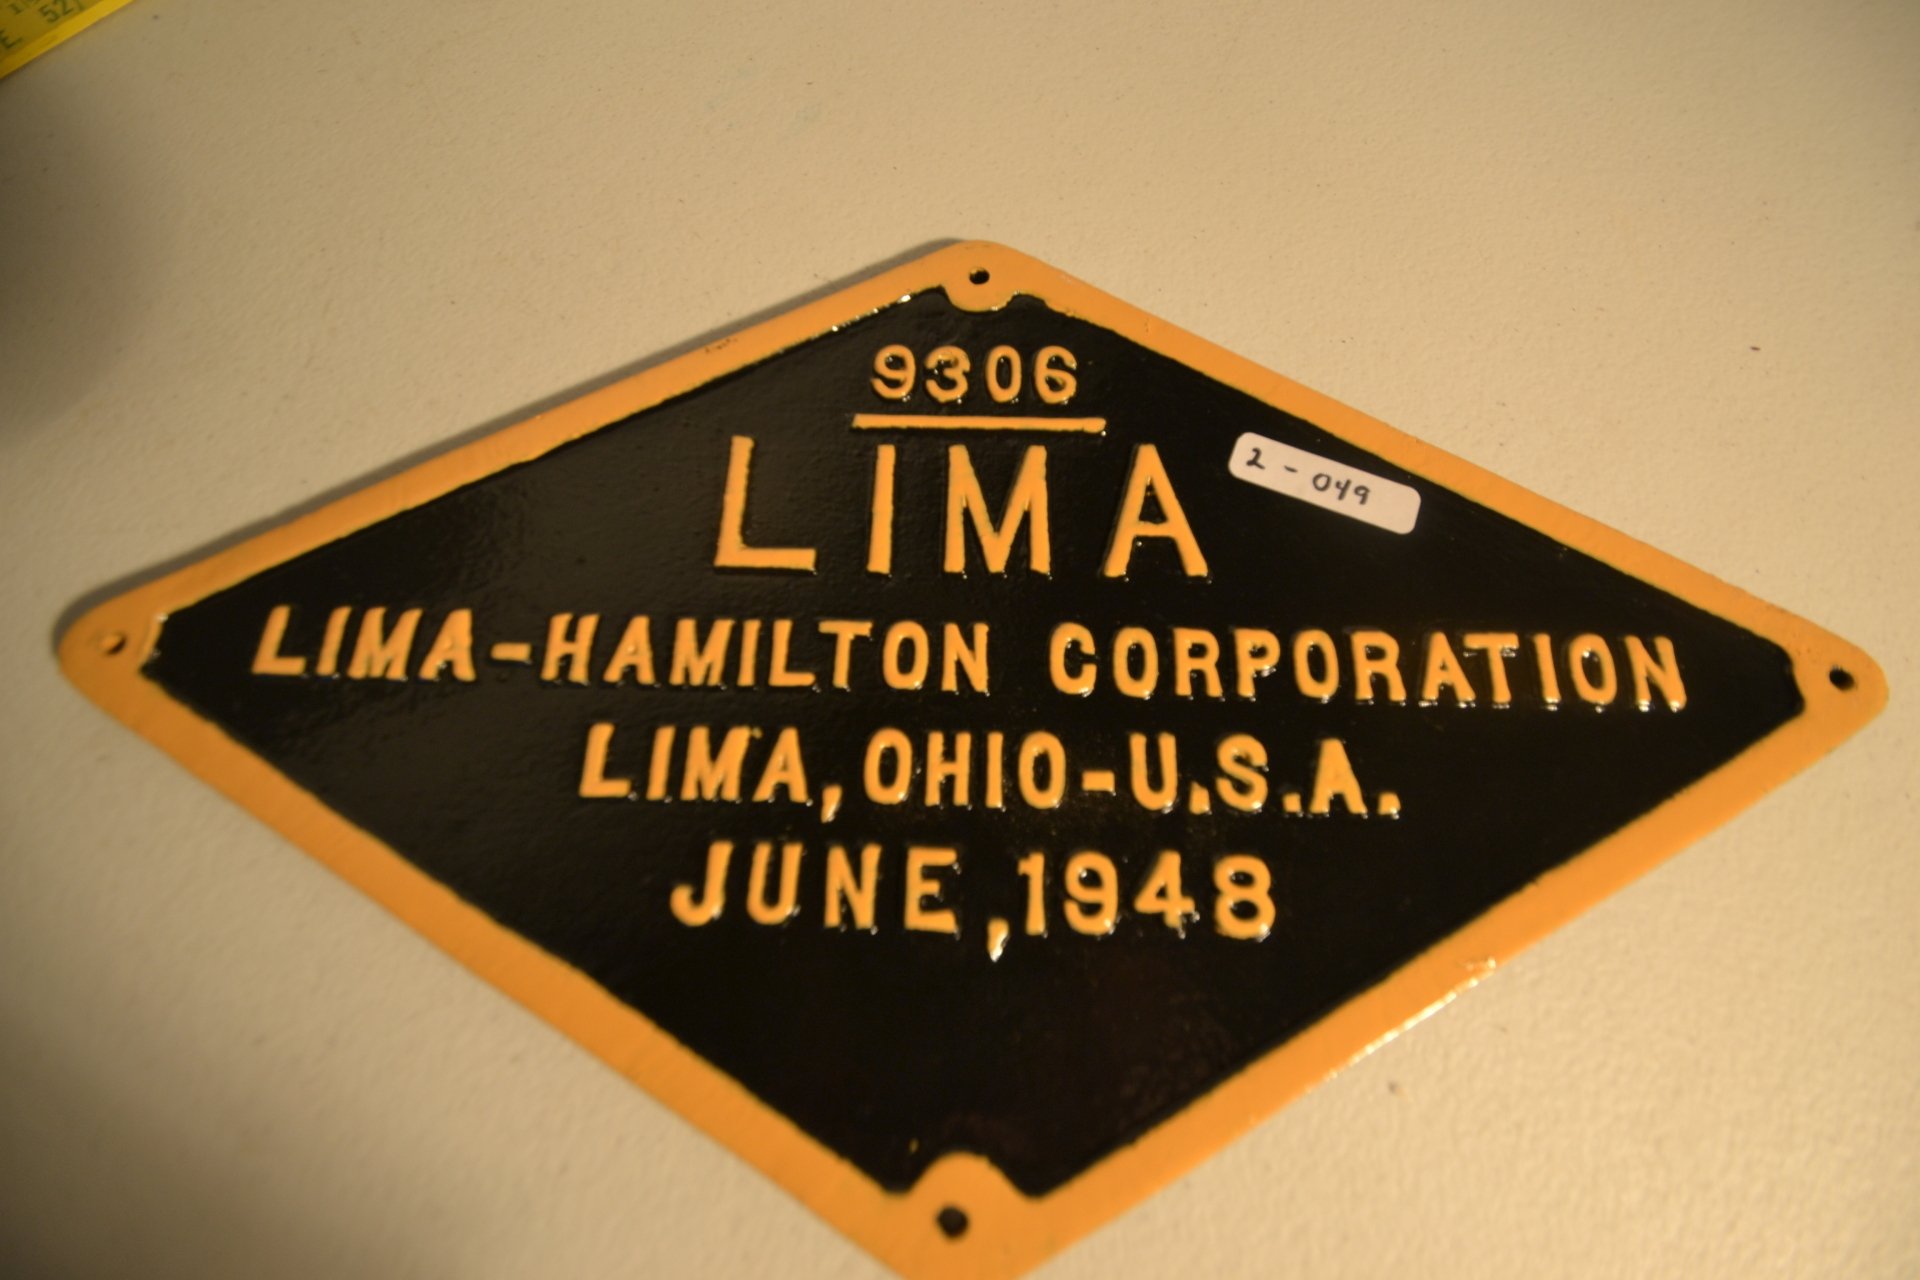 9306
LIMA
2-049
LIMA-HAMILTON CORPORATION
LIMA, OHIO-U.S.A.
JUNE, 1948